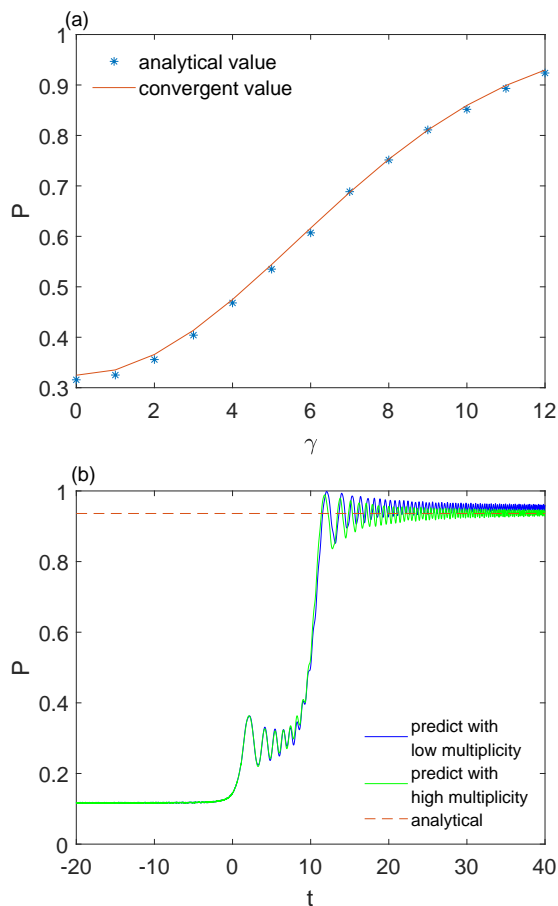 (a)
1
0.9
0.8
0.7
0.6
0.5
0.4
0.3
P
analytical value
convergent value
0 2 4 6 8 10 12
γ
(b)
1
0.8
0.6
0.4
0.2
0
P
predict with
low multiplicity
predict with
high multiplicity
analytical
-20 -10 0 10 20 30 40
t